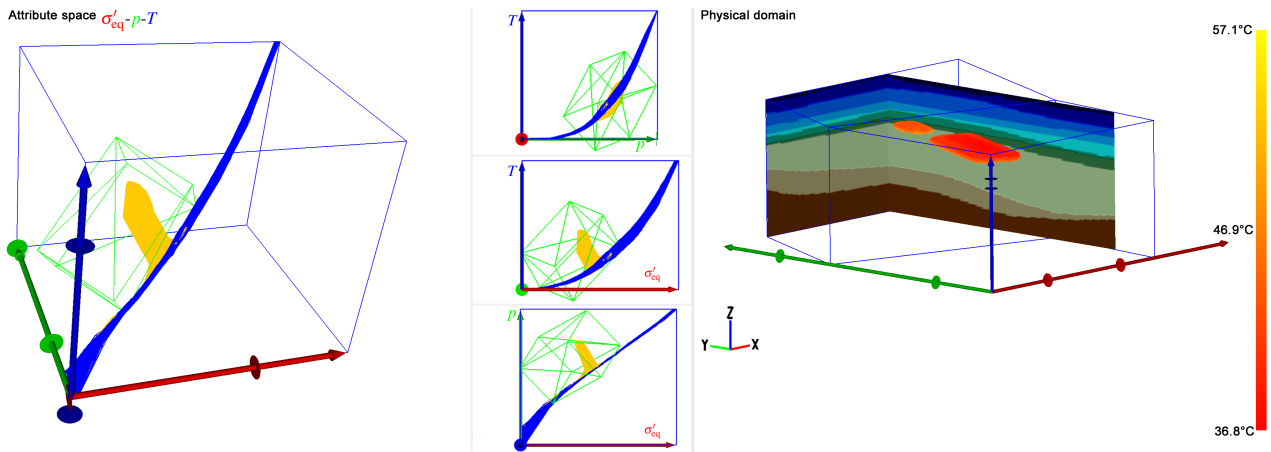 Attribute space σ′eq-p-T
T
p
T
σ′eq
p
σ′eq
Physical domain
Z
Y
X
57.1°C
46.9°C
36.8°C